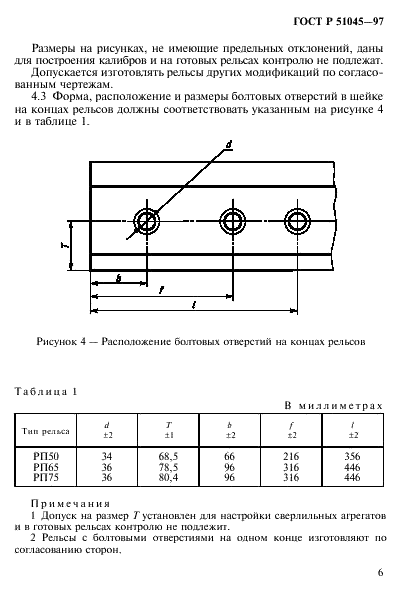 ГОСТ Р 51045—97
Размеры на рисунках, не имеющие предельных отклонений, даны
для построения калибров и на готовых рельсах контролю не подлежат.
Допускается изготовлять рельсы других модификаций по согласо-
ванным чертежам.
4.3 Форма, расположение и размеры болтовых отверстий в шейке
на концах рельсов должны соответствовать указанным на рисунке 4
и в таблице 1.
d
T
b
f
l
Рисунок 4 — Расположение болтовых отверстий на концах рельсов
Таблица 1
В миллиметрах
Тип рельса d ±2 T ±1 b ±2 f ±2 l ±2
РП50 34 68,5 66 216 356
РП65 36 78,5 96 316 446
РП75 36 80,4 96 316 446
Примечания
1 Допуск на размер T установлен для настройки сверлильных агрегатов
и в готовых рельсах контролю не подлежит.
2 Рельсы с болтовыми отверстиями на одном конце изготовляют по
согласованию сторон.
6